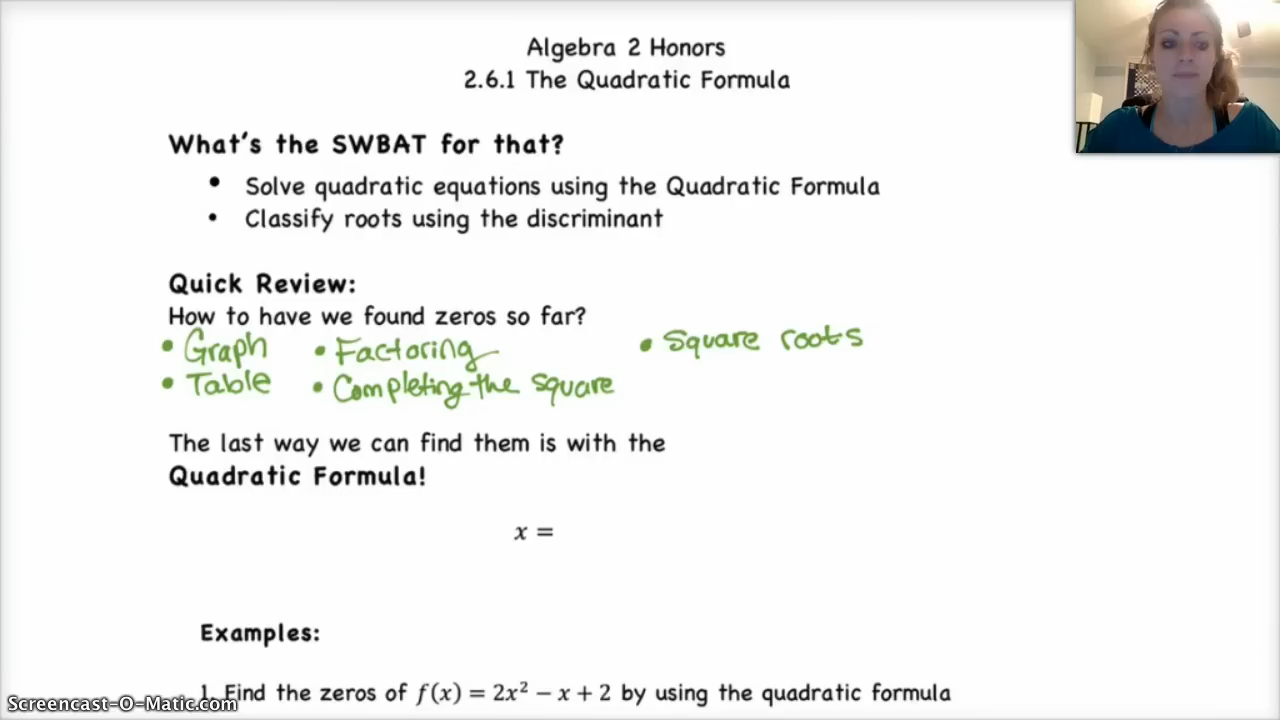 Algebra 2 Honors
2.6.1 The Quadratic Formula
What's the SWBAT for that?
• Solve quadratic equations using the Quadratic Formula
• Classify roots using the discriminant
Quick Review:
How to have we found zeros so far?
• Graph • Factoring • Square roots
• Table • Completing the square
The last way we can find them is with the
Quadratic Formula!
x =
Examples:
1. Find the zeros of f(x) = 2x² − x + 2 by using the quadratic formula
Screencast-O-Matic.com